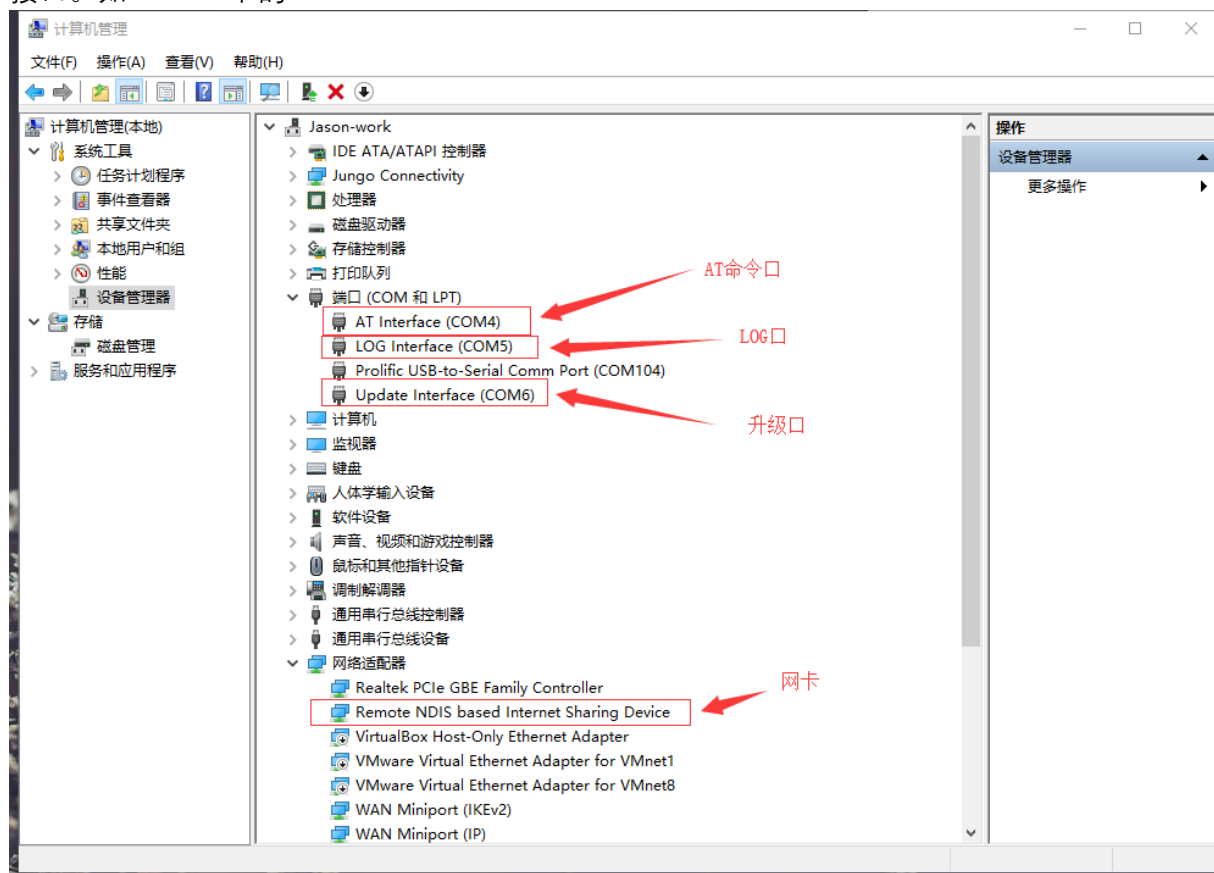 计算机管理
文件(F) 操作(A) 查看(V) 帮助(H)
计算机管理(本地)
系统工具
任务计划程序
事件查看器
共享文件夹
本地用户和组
性能
设备管理器
存储
磁盘管理
服务和应用程序
Jason-work
IDE ATA/ATAPI 控制器
Jungo Connectivity
处理器
磁盘驱动器
存储控制器
打印队列
端口 (COM 和 LPT)
AT Interface (COM4)
LOG Interface (COM5)
Prolific USB-to-Serial Comm Port (COM104)
Update Interface (COM6)
计算机
监视器
键盘
人体学输入设备
软件设备
声音、视频和游戏控制器
鼠标和其他指针设备
调制解调器
通用串行总线控制器
通用串行总线设备
网络适配器
Realtek PCIe GBE Family Controller
Remote NDIS based Internet Sharing Device
VirtualBox Host-Only Ethernet Adapter
VMware Virtual Ethernet Adapter for VMnet1
VMware Virtual Ethernet Adapter for VMnet8
WAN Miniport (IKEv2)
WAN Miniport (IP)
AT命令口
LOG口
升级口
网卡
操作
设备管理器
更多操作